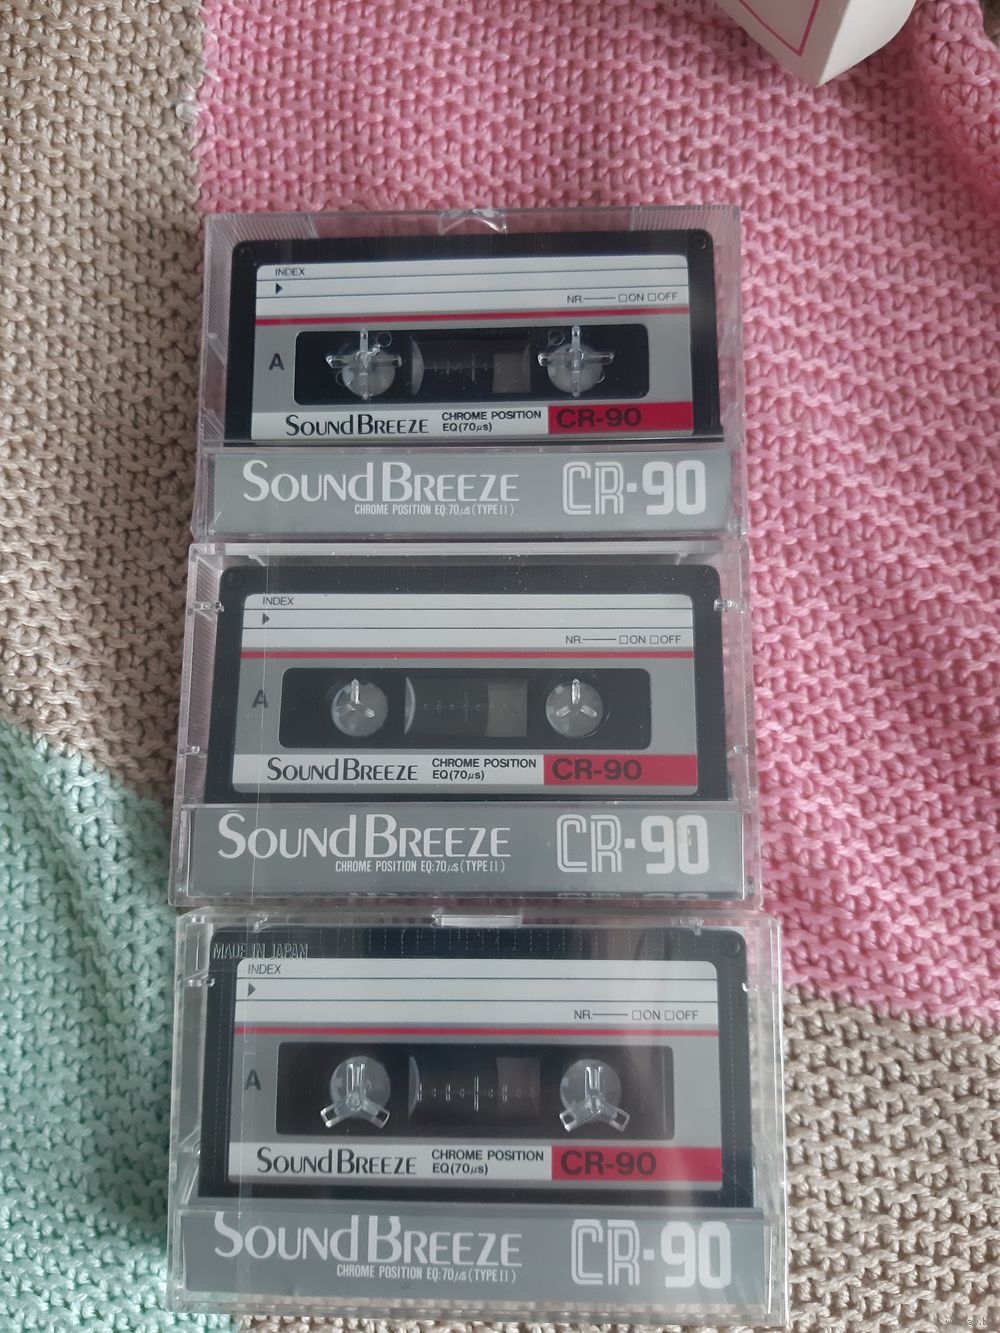 INDEX
NR. ☐ON ☐OFF
A
SOUND BREEZE CHROME POSITION CR-90
EQ(70μs)
SOUND BREEZE CR-90
CHROME POSITION EQ:70μs(TYPE II)
INDEX
NR. ☐ON ☐OFF
A
SOUND BREEZE CHROME POSITION CR-90
EQ(70μs)
SOUND BREEZE CR-90
CHROME POSITION EQ:70μs(TYPE II)
MADE IN JAPAN
INDEX
NR. ☐ON ☐OFF
A
SOUND BREEZE CHROME POSITION CR-90
EQ(70μs)
SOUND BREEZE CR-90
CHROME POSITION EQ:70μs(TYPE II)